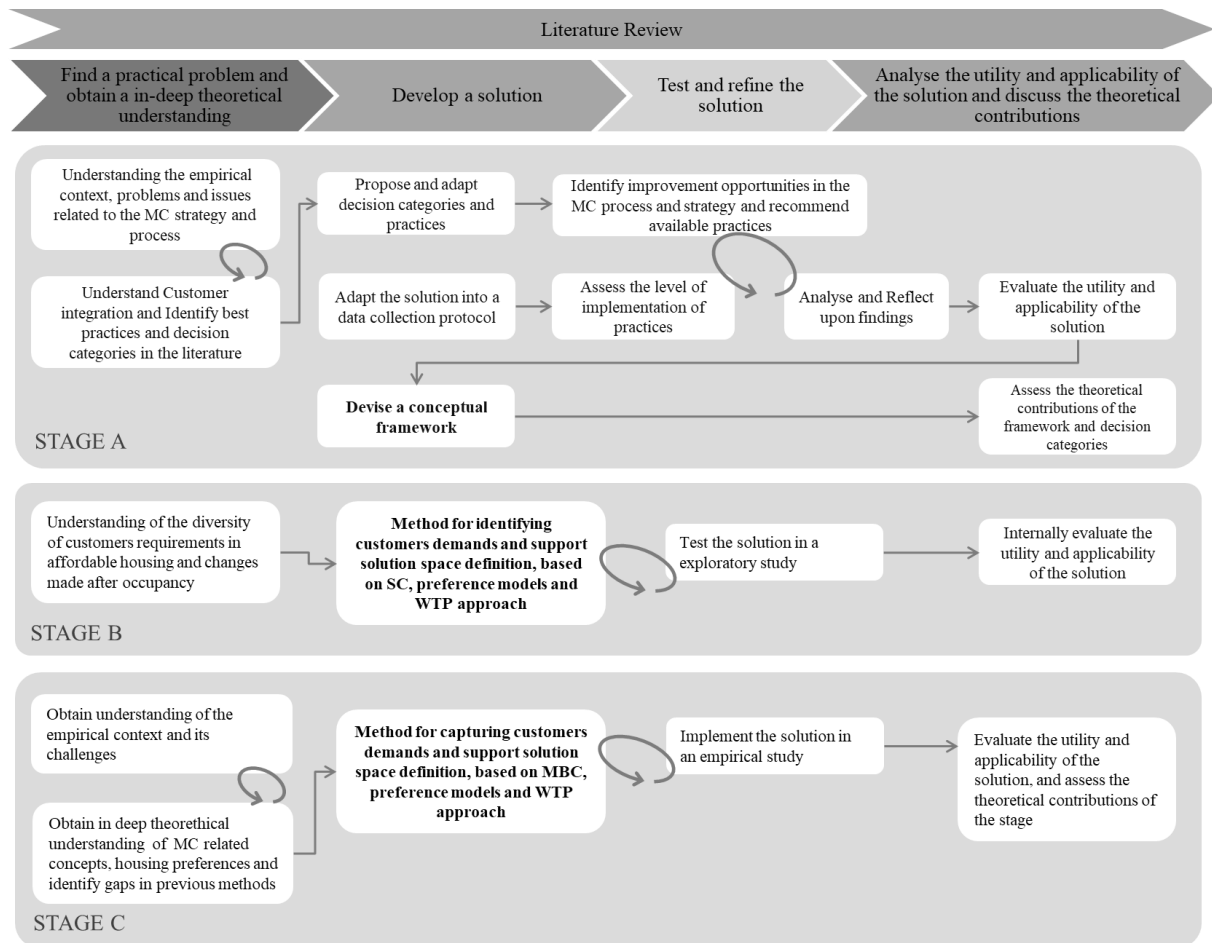 Literature Review
Find a practical problem and
obtain a in-deep theoretical
understanding
Develop a solution
Test and refine the
solution
Analyse the utility and applicability of
the solution and discuss the theoretical
contributions
Understanding the empirical
context, problems and issues
related to the MC strategy and
process
Understand Customer
integration and Identify best
practices and decision
categories in the literature
Propose and adapt
decision categories and
practices
Identify improvement opportunities in the
MC process and strategy and recommend
available practices
Adapt the solution into a
data collection protocol
Assess the level of
implementation of
practices
Analyse and Reflect
upon findings
Evaluate the utility and
applicability of the
solution
Devise a conceptual
framework
Assess the theoretical
contributions of the
framework and decision
categories
STAGE A
Understanding of the diversity
of customers requirements in
affordable housing and changes
made after occupancy
Method for identifying
customers demands and support
solution space definition, based
on SC, preference models and
WTP approach
Test the solution in a
exploratory study
Internally evaluate the
utility and applicability
of the solution
STAGE B
Obtain understanding of the
empirical context and its
challenges
Obtain in deep theorethical
understanding of MC related
concepts, housing preferences and
identify gaps in previous methods
Method for capturing customers
demands and support solution
space definition, based on MBC,
preference models and WTP
approach
Implement the solution in
an empirical study
Evaluate the utility and
applicability of the
solution, and assess the
theoretical contributions of
the stage
STAGE C